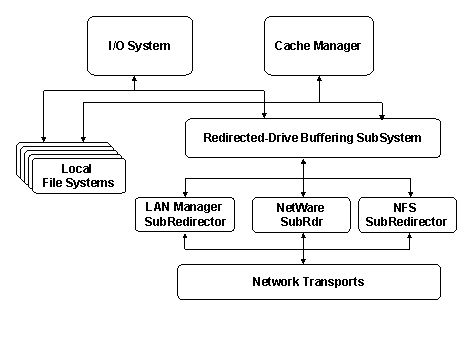 I/O System
Cache Manager
Redirected-Drive Buffering SubSystem
Local
File Systems
LAN Manager
SubRedirector
NetWare
SubRdr
NFS
SubRedirector
Network Transports